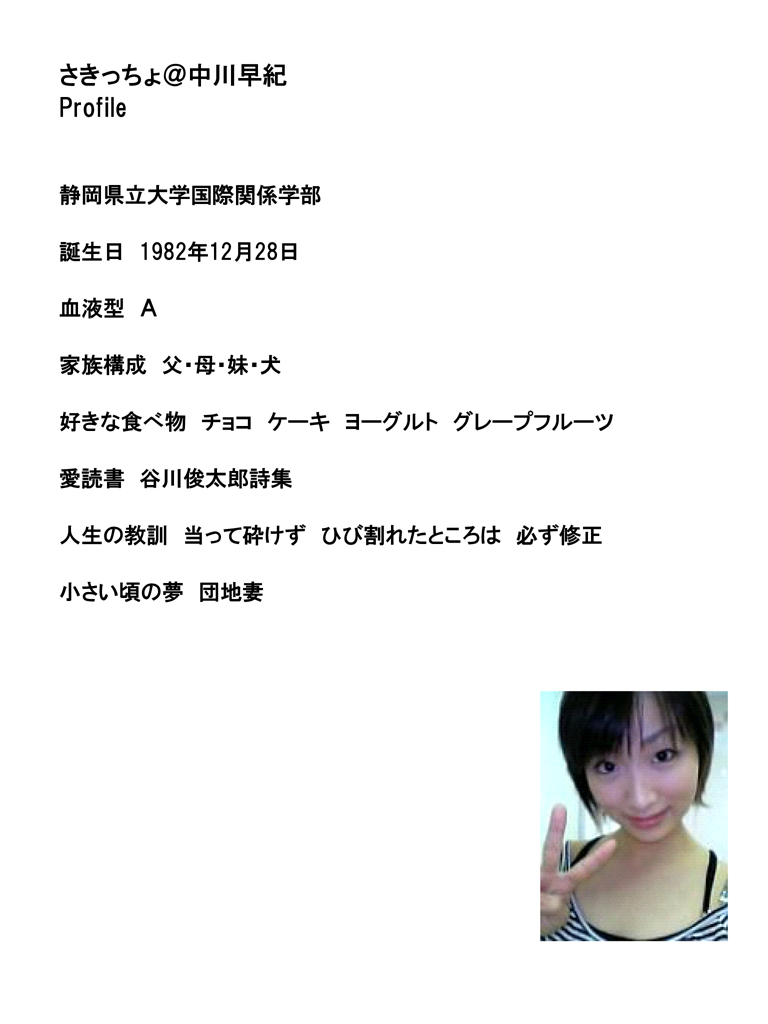 さきっちょ＠中川早紀
Profile
静岡県立大学国際関係学部
誕生日　1982年12月28日
血液型　A
家族構成　父・母・妹・犬
好きな食べ物　チョコ　ケーキ　ヨーグルト　グレープフルーツ
愛読書　谷川俊太郎詩集
人生の教訓　当って砕けず　ひび割れたところは　必ず修正
小さい頃の夢　団地妻